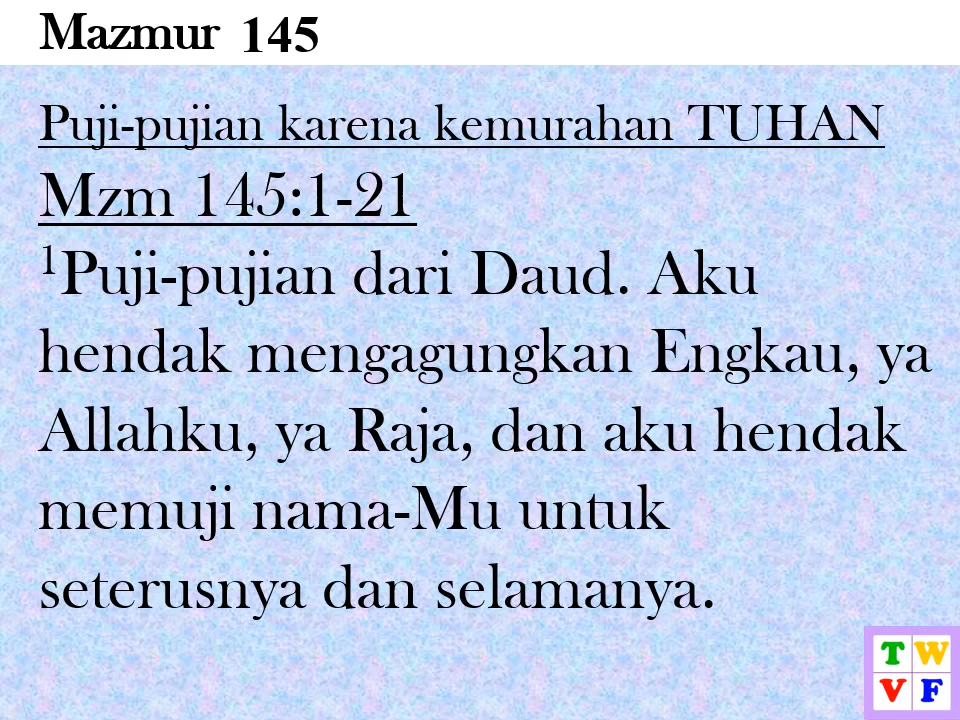 Mazmur 145
Puji-pujian karena kemurahan TUHAN
Mzm 145:1-21
¹Puji-pujian dari Daud. Aku
hendak mengagungkan Engkau, ya
Allahku, ya Raja, dan aku hendak
memuji nama-Mu untuk
seterusnya dan selamanya.
T W
V F